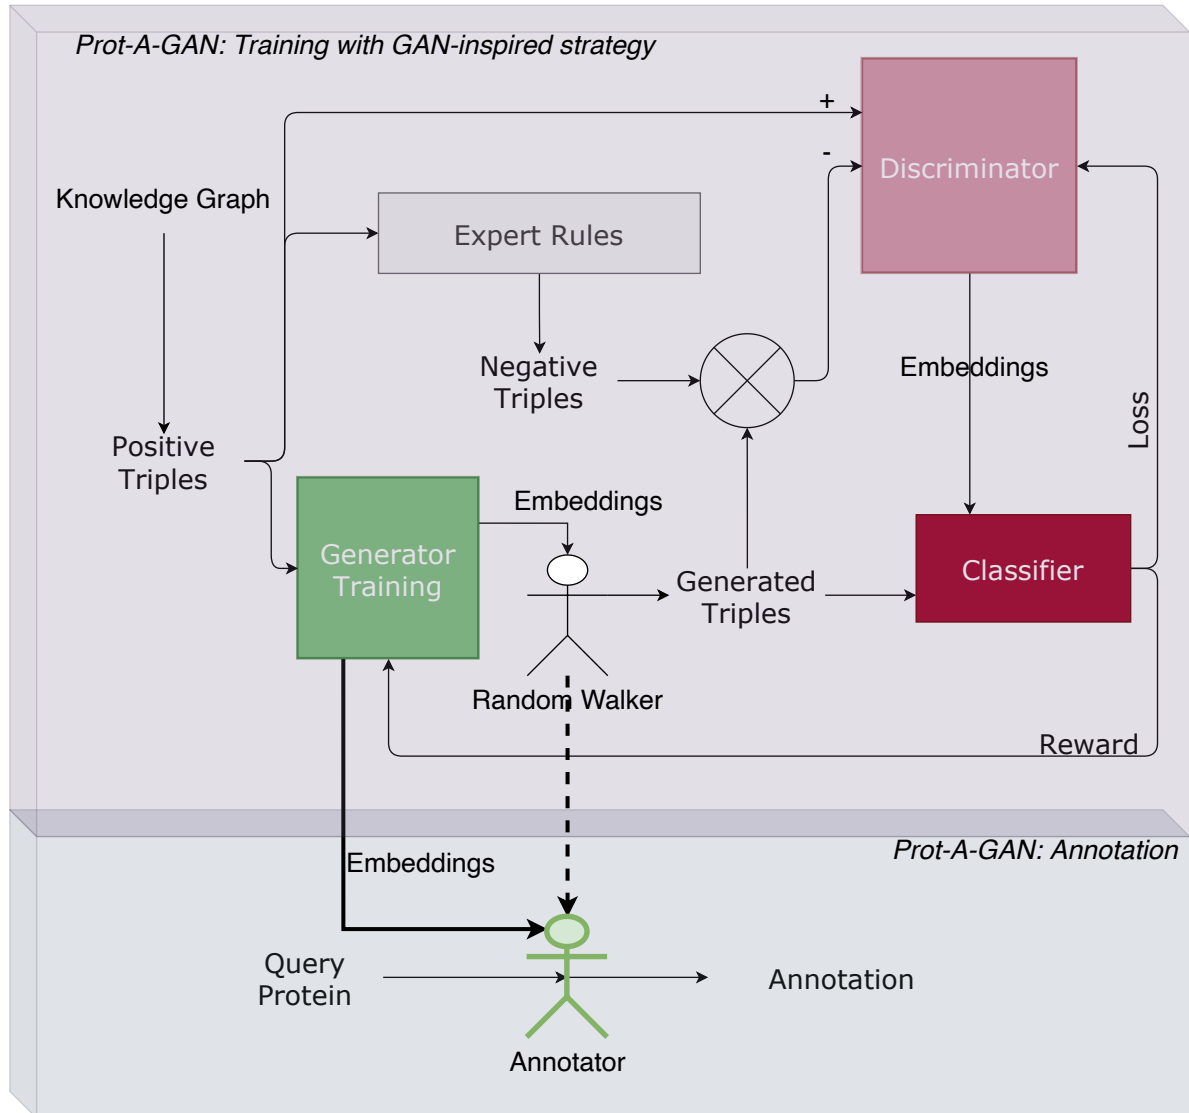 Prot-A-GAN: Training with GAN-inspired strategy
+
-
Discriminator
Knowledge Graph
Expert Rules
Negative
Triples
Embeddings
Loss
Positive
Triples
Embeddings
Generator
Training
Generated
Triples
Classifier
Random Walker
Reward
Prot-A-GAN: Annotation
Embeddings
Query
Protein
Annotation
Annotator